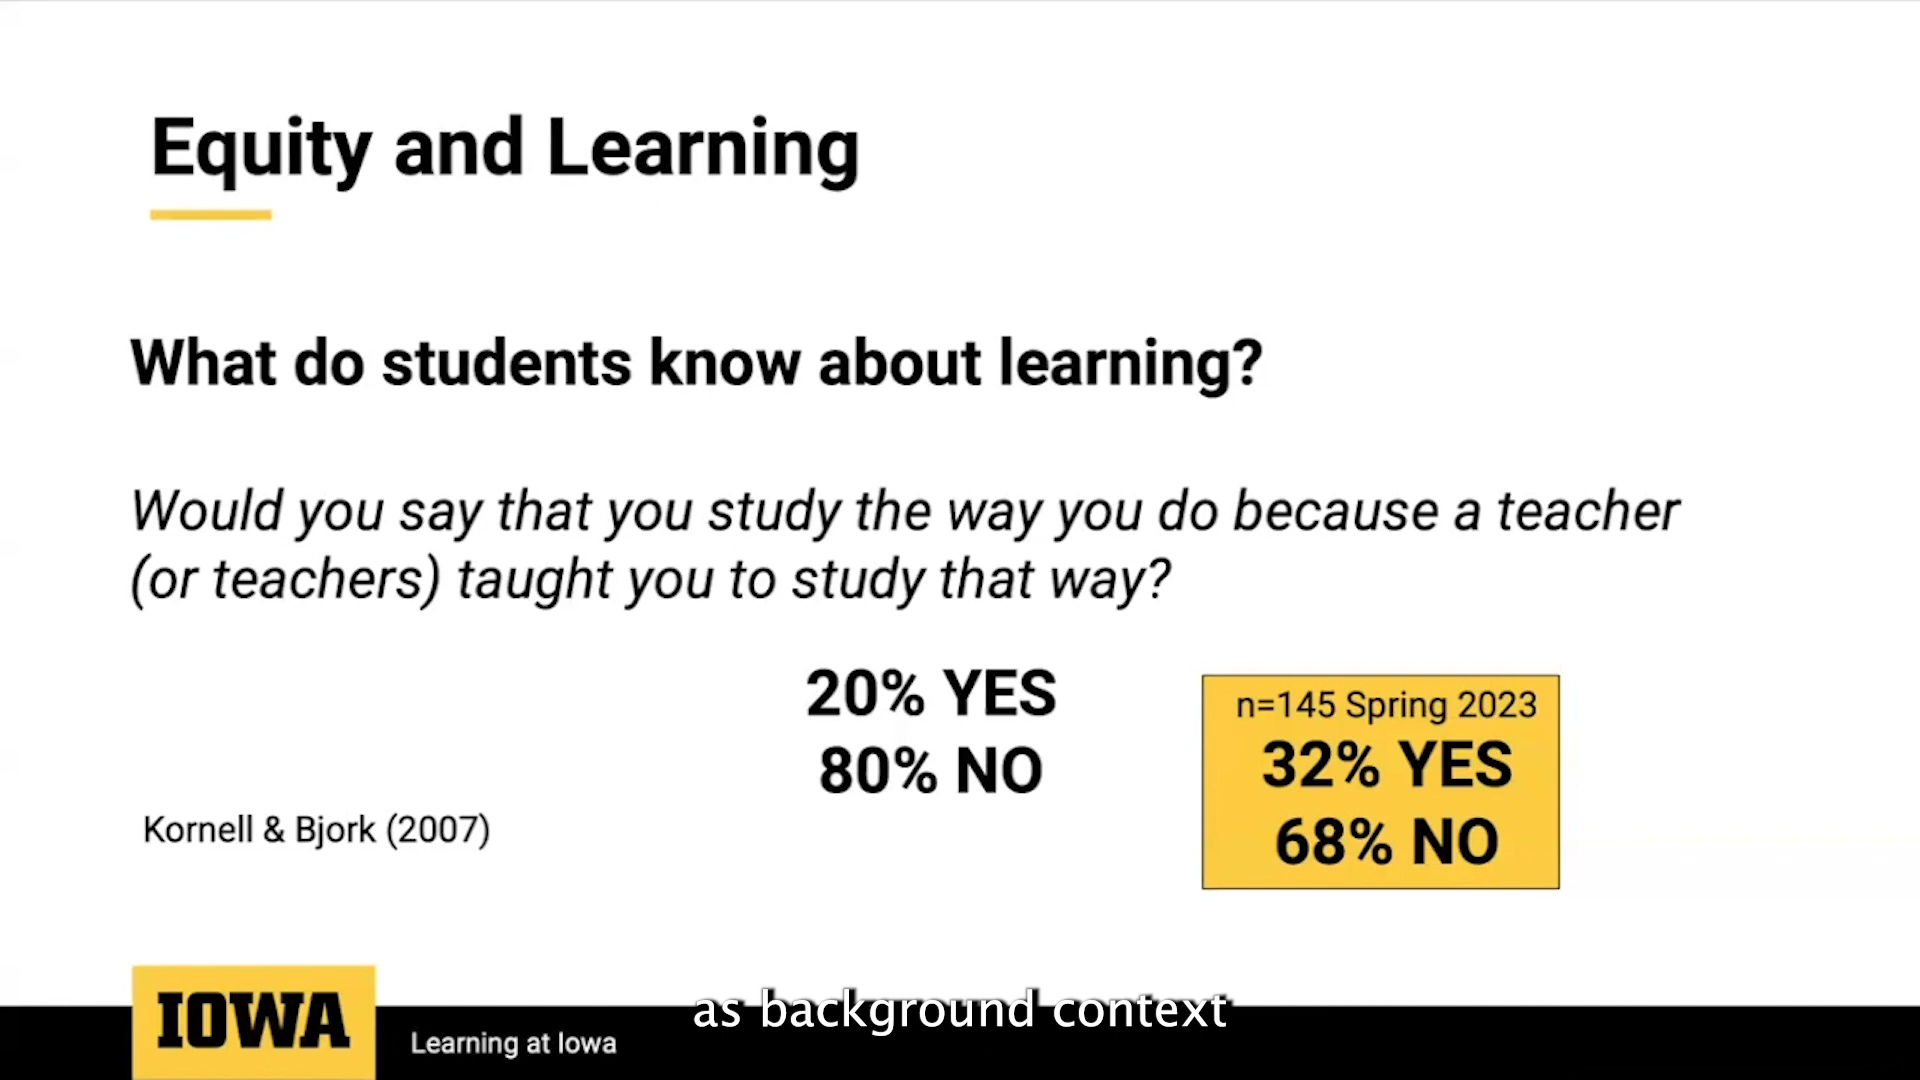 Equity and Learning
What do students know about learning?
Would you say that you study the way you do because a teacher
(or teachers) taught you to study that way?
20% YES
80% NO
n=145 Spring 2023
32% YES
68% NO
Kornell & Bjork (2007)
IOWA
Learning at Iowa
as background context